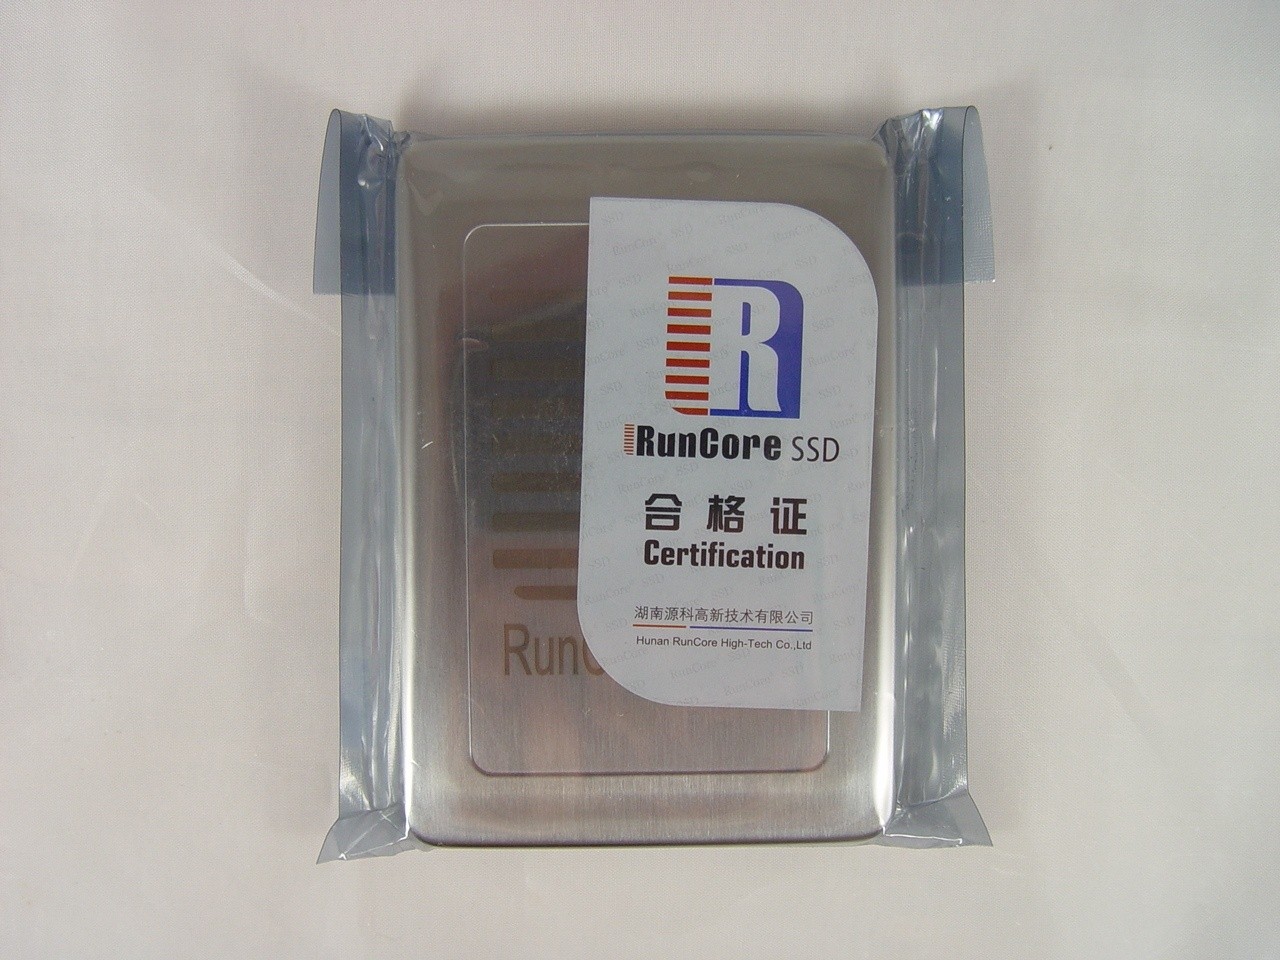 R
RunCore SSD
合格证
Certification
湖南源科高新技术有限公司
Hunan RunCore High-Tech Co.,Ltd
RunC